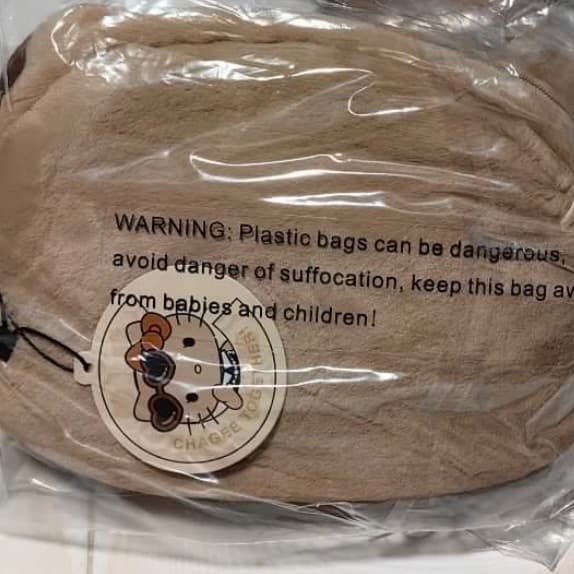 WARNING: Plastic bags can be dangerous,
avoid danger of suffocation, keep this bag aw
from babies and children!
CHAGEE TOGETHER!